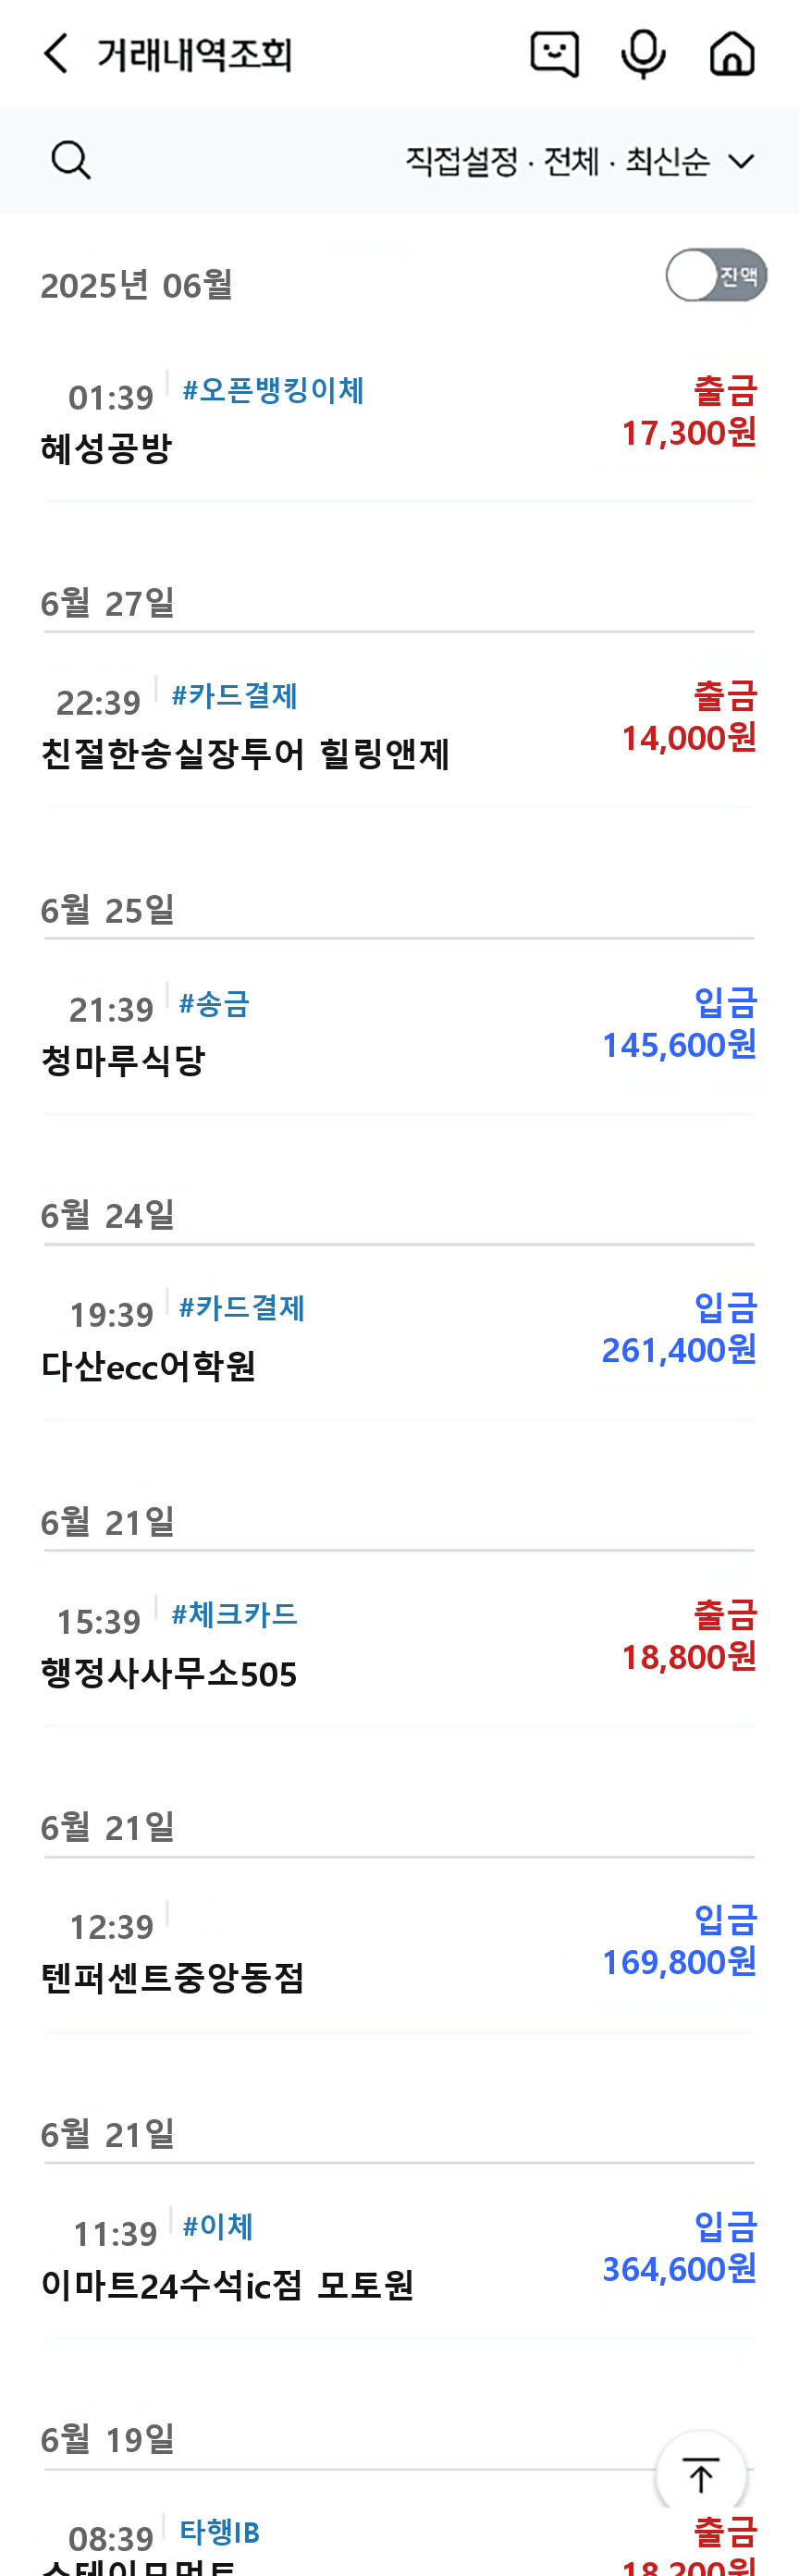 거래내역조회
직접설정 · 전체 · 최신순
2025년 06월
잔액
01:39 #오픈뱅킹이체
출금
혜성공방
17,300원
6월 27일
22:39 #카드결제
출금
친절한송실장투어 힐링앤제
14,000원
6월 25일
21:39 #송금
입금
청마루식당
145,600원
6월 24일
19:39 #카드결제
입금
다산ecc어학원
261,400원
6월 21일
15:39 #체크카드
출금
행정사사무소505
18,800원
6월 21일
12:39
입금
텐퍼센트중앙동점
169,800원
6월 21일
11:39 #이체
입금
이마트24수석ic점 모토원
364,600원
6월 19일
08:39 타행IB
출금
18,200원